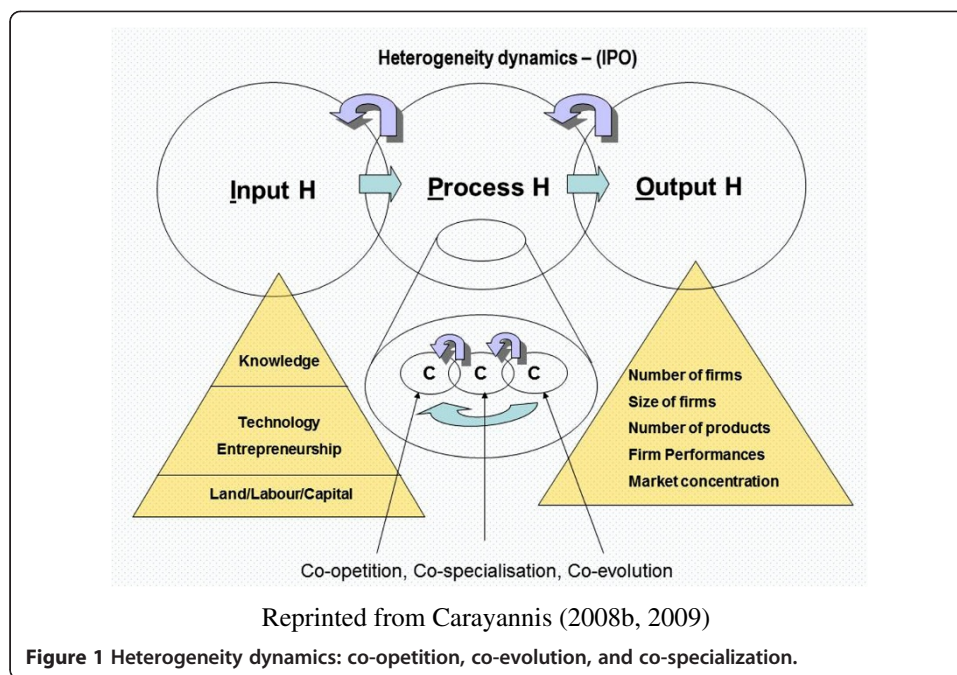 Heterogeneity dynamics – (IPO)
Input H
Process H
Output H
Knowledge
Technology
Entrepreneurship
Land/Labour/Capital
C C C
Number of firms
Size of firms
Number of products
Firm Performances
Market concentration
Co-opetition, Co-specialisation, Co-evolution
Reprinted from Carayannis (2008b, 2009)
Figure 1 Heterogeneity dynamics: co-opetition, co-evolution, and co-specialization.